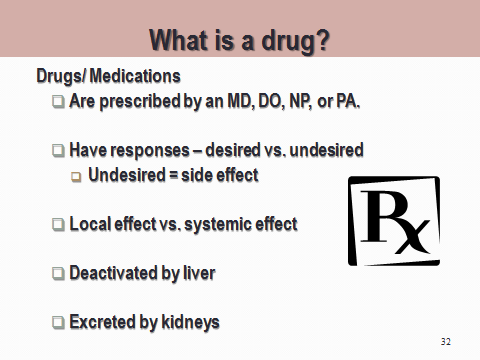 What is a drug?
Drugs/ Medications
Are prescribed by an MD, DO, NP, or PA.
Have responses – desired vs. undesired
Undesired = side effect
Local effect vs. systemic effect
Rx
Deactivated by liver
Excreted by kidneys
32